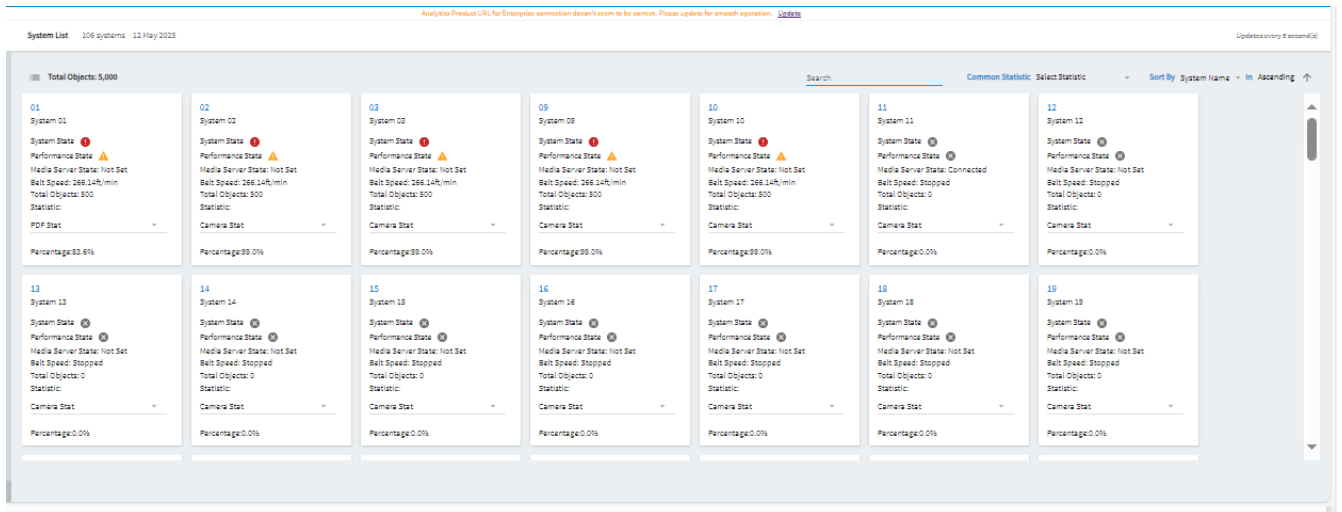 Analytics Product URL for Enterprise connection doesn't seem to be correct. Please update for smooth operation. Update
System List 106 systems 12 May 2025 Updates every 5 second(s)
Total Objects: 5,000 Search Common Statistic Select Statistic Sort By System Name In Ascending
01 02 03 09 10 11 12
System 01 System 02 System 03 System 09 System 10 System 11 System 12
System State System State System State System State System State System State System State
Performance State Performance State Performance State Performance State Performance State Performance State Performance State
Media Server State: Not Set Media Server State: Not Set Media Server State: Not Set Media Server State: Not Set Media Server State: Not Set Media Server State: Connected Media Server State: Not Set
Belt Speed: 266.14ft/min Belt Speed: 266.14ft/min Belt Speed: 266.14ft/min Belt Speed: 266.14ft/min Belt Speed: 266.14ft/min Belt Speed: Stopped Belt Speed: Stopped
Total Objects: 500 Total Objects: 500 Total Objects: 500 Total Objects: 500 Total Objects: 500 Total Objects: 0 Total Objects: 0
Statistic: Statistic: Statistic: Statistic: Statistic: Statistic: Statistic:
PDF Stat Camera Stat Camera Stat Camera Stat Camera Stat Camera Stat Camera Stat
Percentage:83.6% Percentage:99.0% Percentage:99.0% Percentage:99.0% Percentage:99.0% Percentage:0.0% Percentage:0.0%
13 14 15 16 17 18 19
System 13 System 14 System 15 System 16 System 17 System 18 System 19
System State System State System State System State System State System State System State
Performance State Performance State Performance State Performance State Performance State Performance State Performance State
Media Server State: Not Set Media Server State: Not Set Media Server State: Not Set Media Server State: Not Set Media Server State: Not Set Media Server State: Not Set Media Server State: Not Set
Belt Speed: Stopped Belt Speed: Stopped Belt Speed: Stopped Belt Speed: Stopped Belt Speed: Stopped Belt Speed: Stopped Belt Speed: Stopped
Total Objects: 0 Total Objects: 0 Total Objects: 0 Total Objects: 0 Total Objects: 0 Total Objects: 0 Total Objects: 0
Statistic: Statistic: Statistic: Statistic: Statistic: Statistic: Statistic:
Camera Stat Camera Stat Camera Stat Camera Stat Camera Stat Camera Stat Camera Stat
Percentage:0.0% Percentage:0.0% Percentage:0.0% Percentage:0.0% Percentage:0.0% Percentage:0.0% Percentage:0.0%